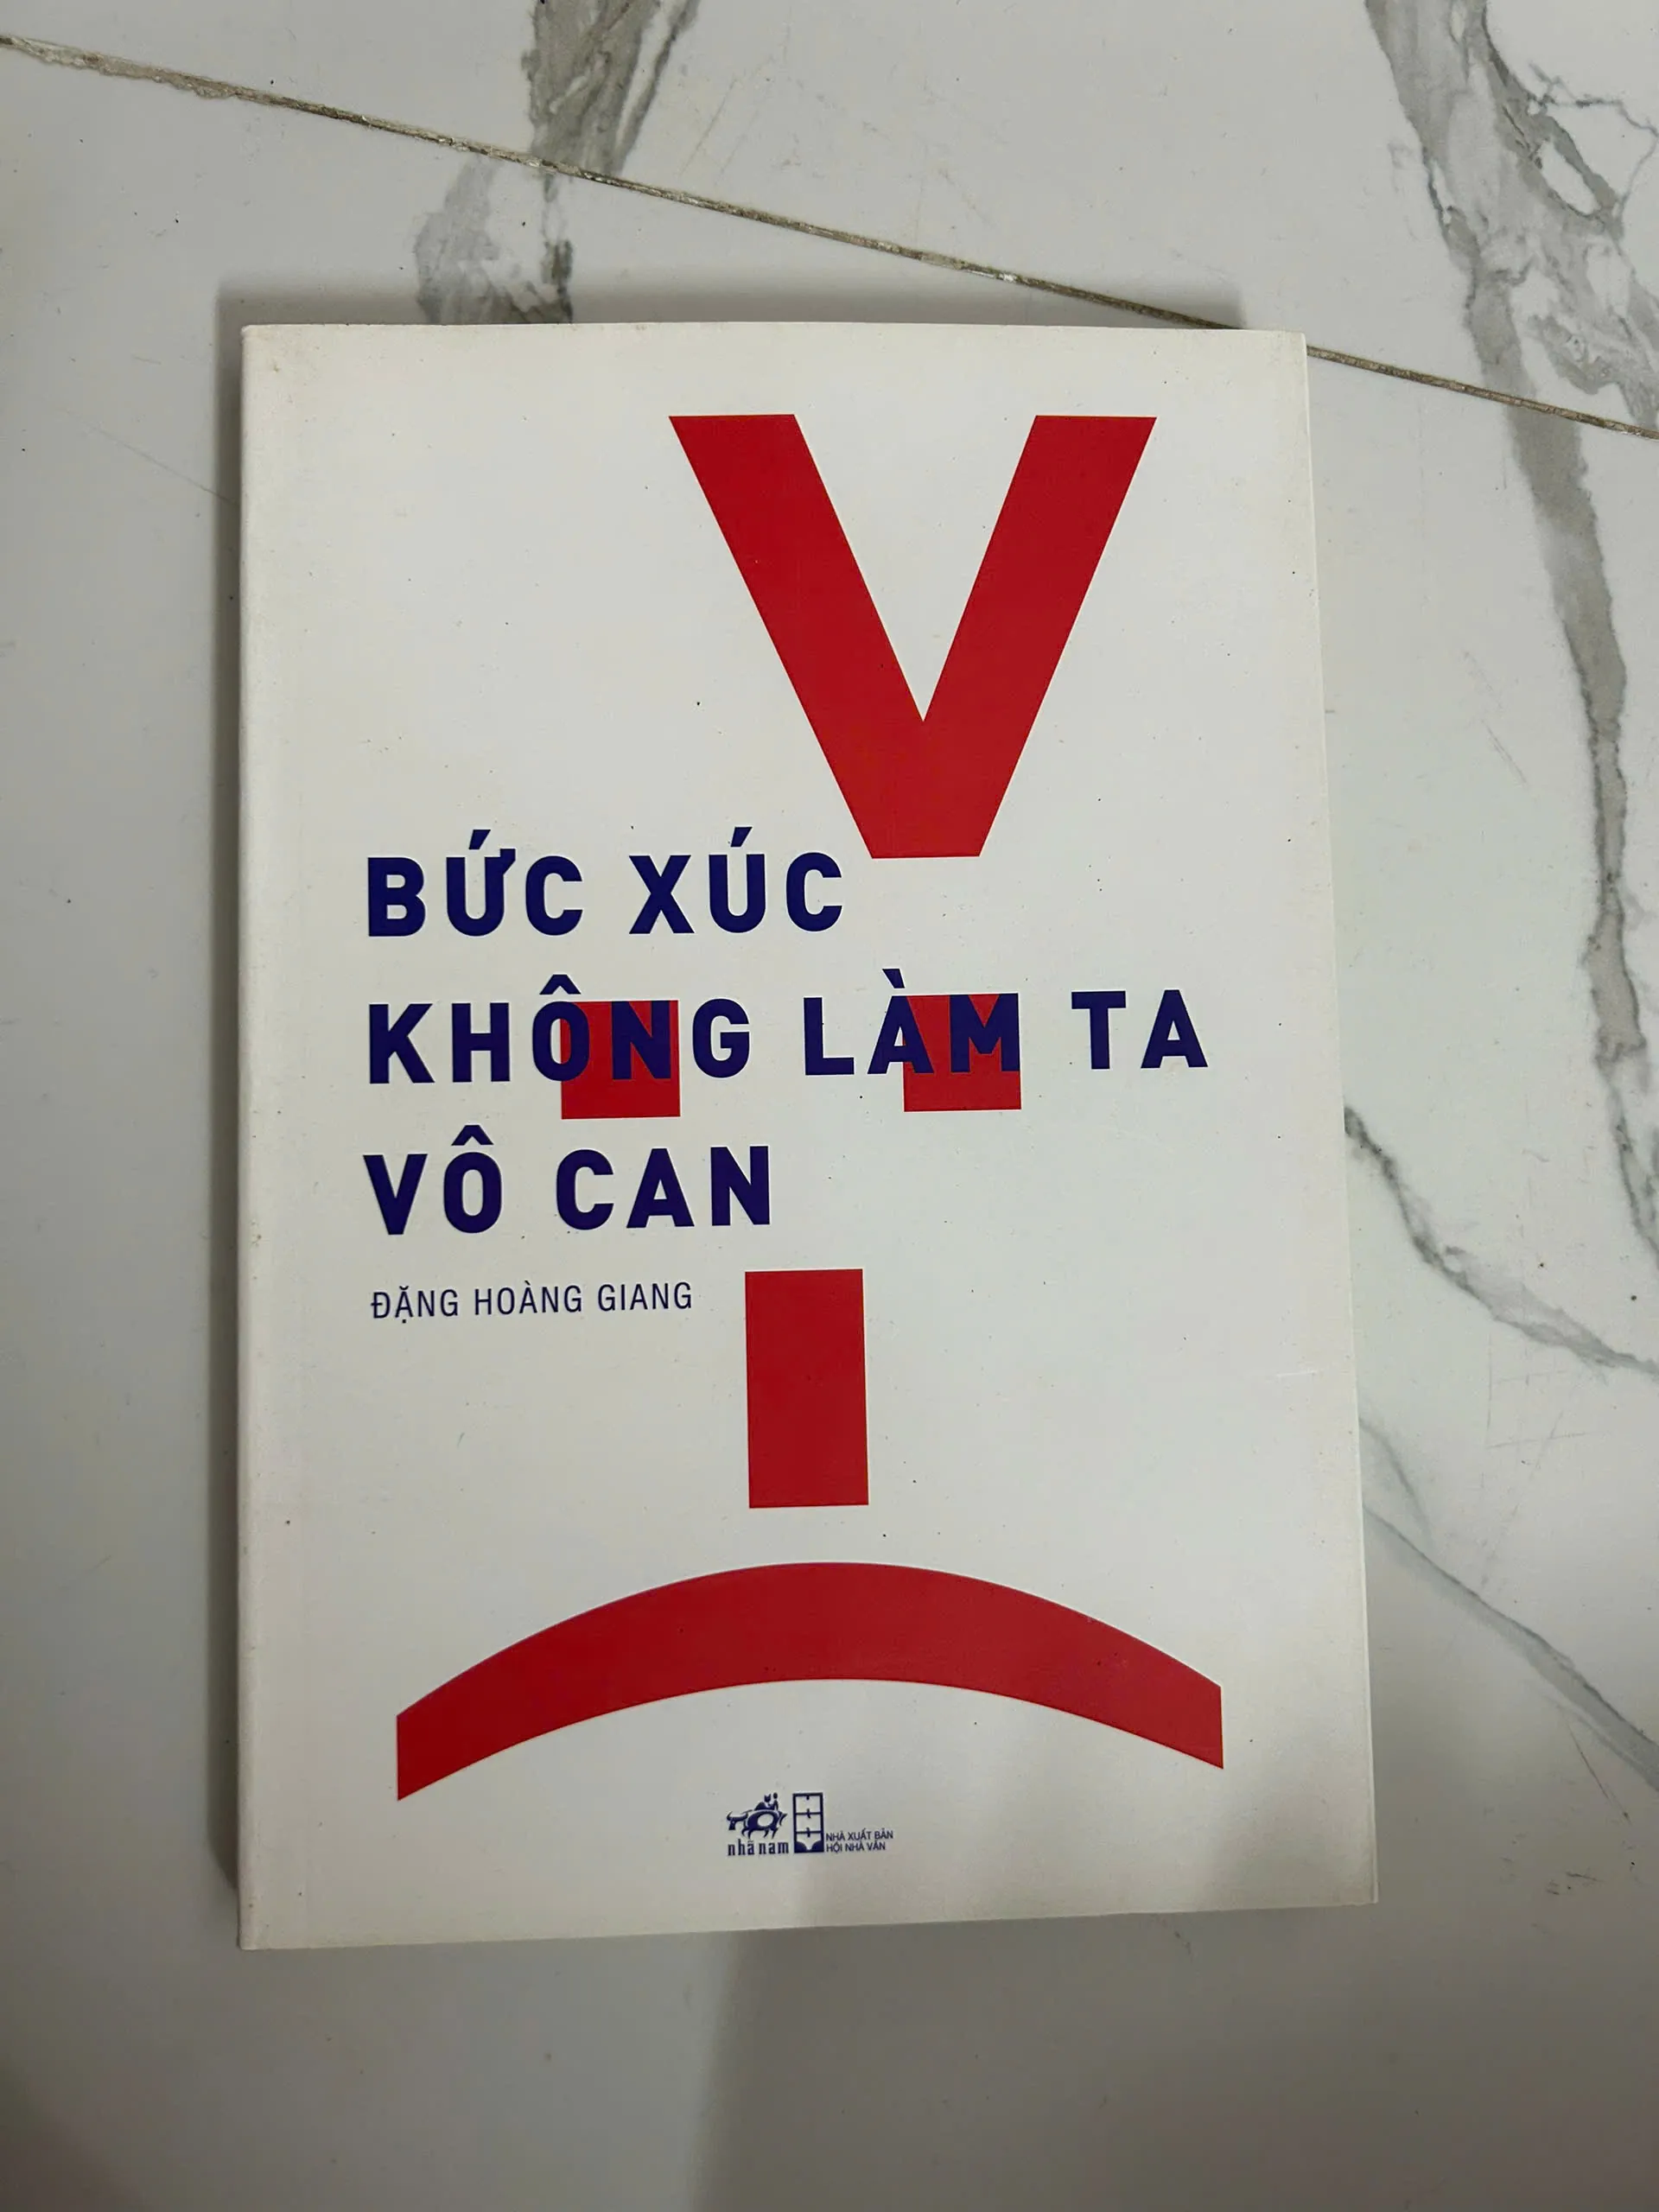 BỨC XÚC
KHÔNG LÀM TA
VÔ CAN
ĐẶNG HOÀNG GIANG
nhã nam
NHÀ XUẤT BẢN
HỘI NHÀ VĂN